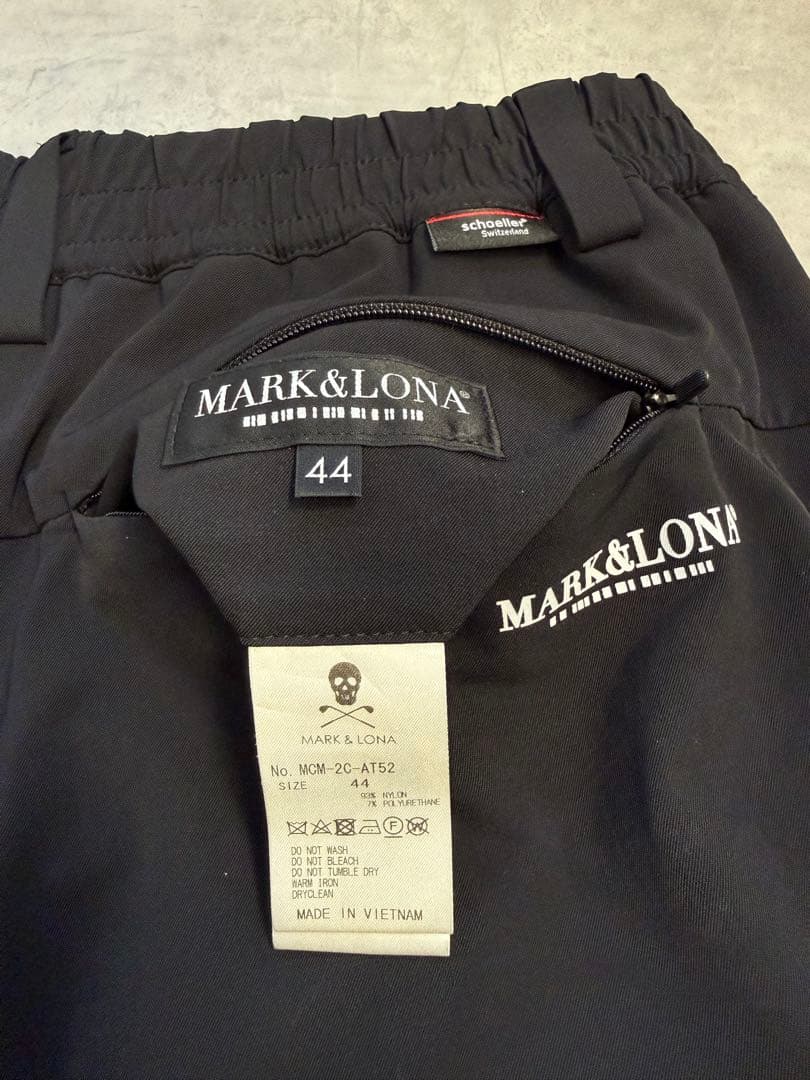 schoeller
Switzerland
MARK&LONA®
44
MARK&LONA
MARK & LONA
No. MCM-2C-AT52
SIZE 44
93% NYLON
7% POLYURETHANE
F
W
DO NOT WASH
DO NOT BLEACH
DO NOT TUMBLE DRY
WARM IRON
DRYCLEAN
MADE IN VIETNAM